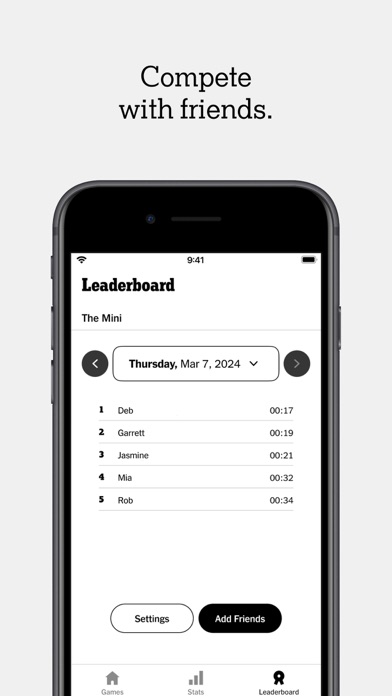 Compete
with friends.
9:41
Leaderboard
The Mini
Thursday, Mar 7, 2024
1 Deb 00:17
2 Garrett 00:19
3 Jasmine 00:21
4 Mia 00:32
5 Rob 00:34
Settings Add Friends
Games Stats Leaderboard